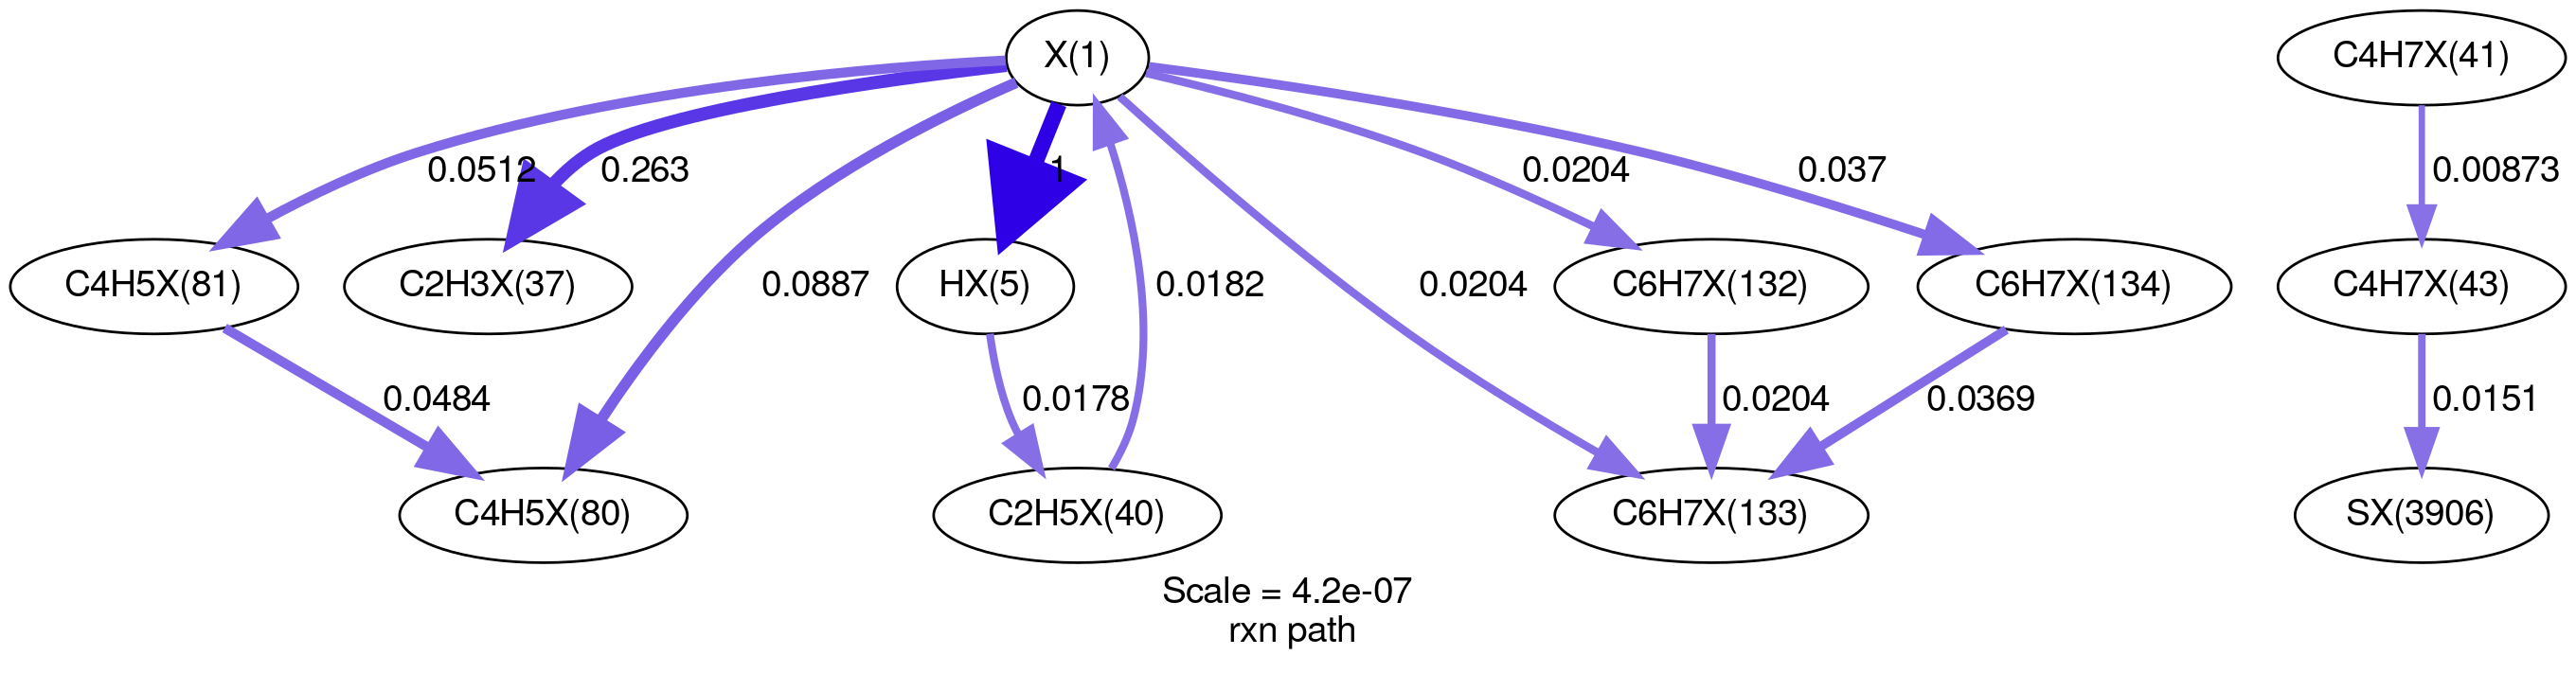 X(1)
C4H7X(41)
0.0512
0.263
1
0.0204
0.037
0.00873
C4H5X(81)
C2H3X(37)
0.0887
HX(5)
0.0182
0.0204
C6H7X(132)
C6H7X(134)
C4H7X(43)
0.0484
0.0178
0.0204
0.0369
0.0151
C4H5X(80)
C2H5X(40)
C6H7X(133)
SX(3906)
Scale = 4.2e-07
rxn path